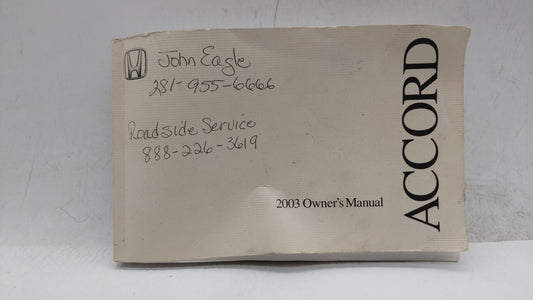 John Eagle
281-955-6666
Roadside Service
888-226-3619
2003 Owner's Manual
ACCORD